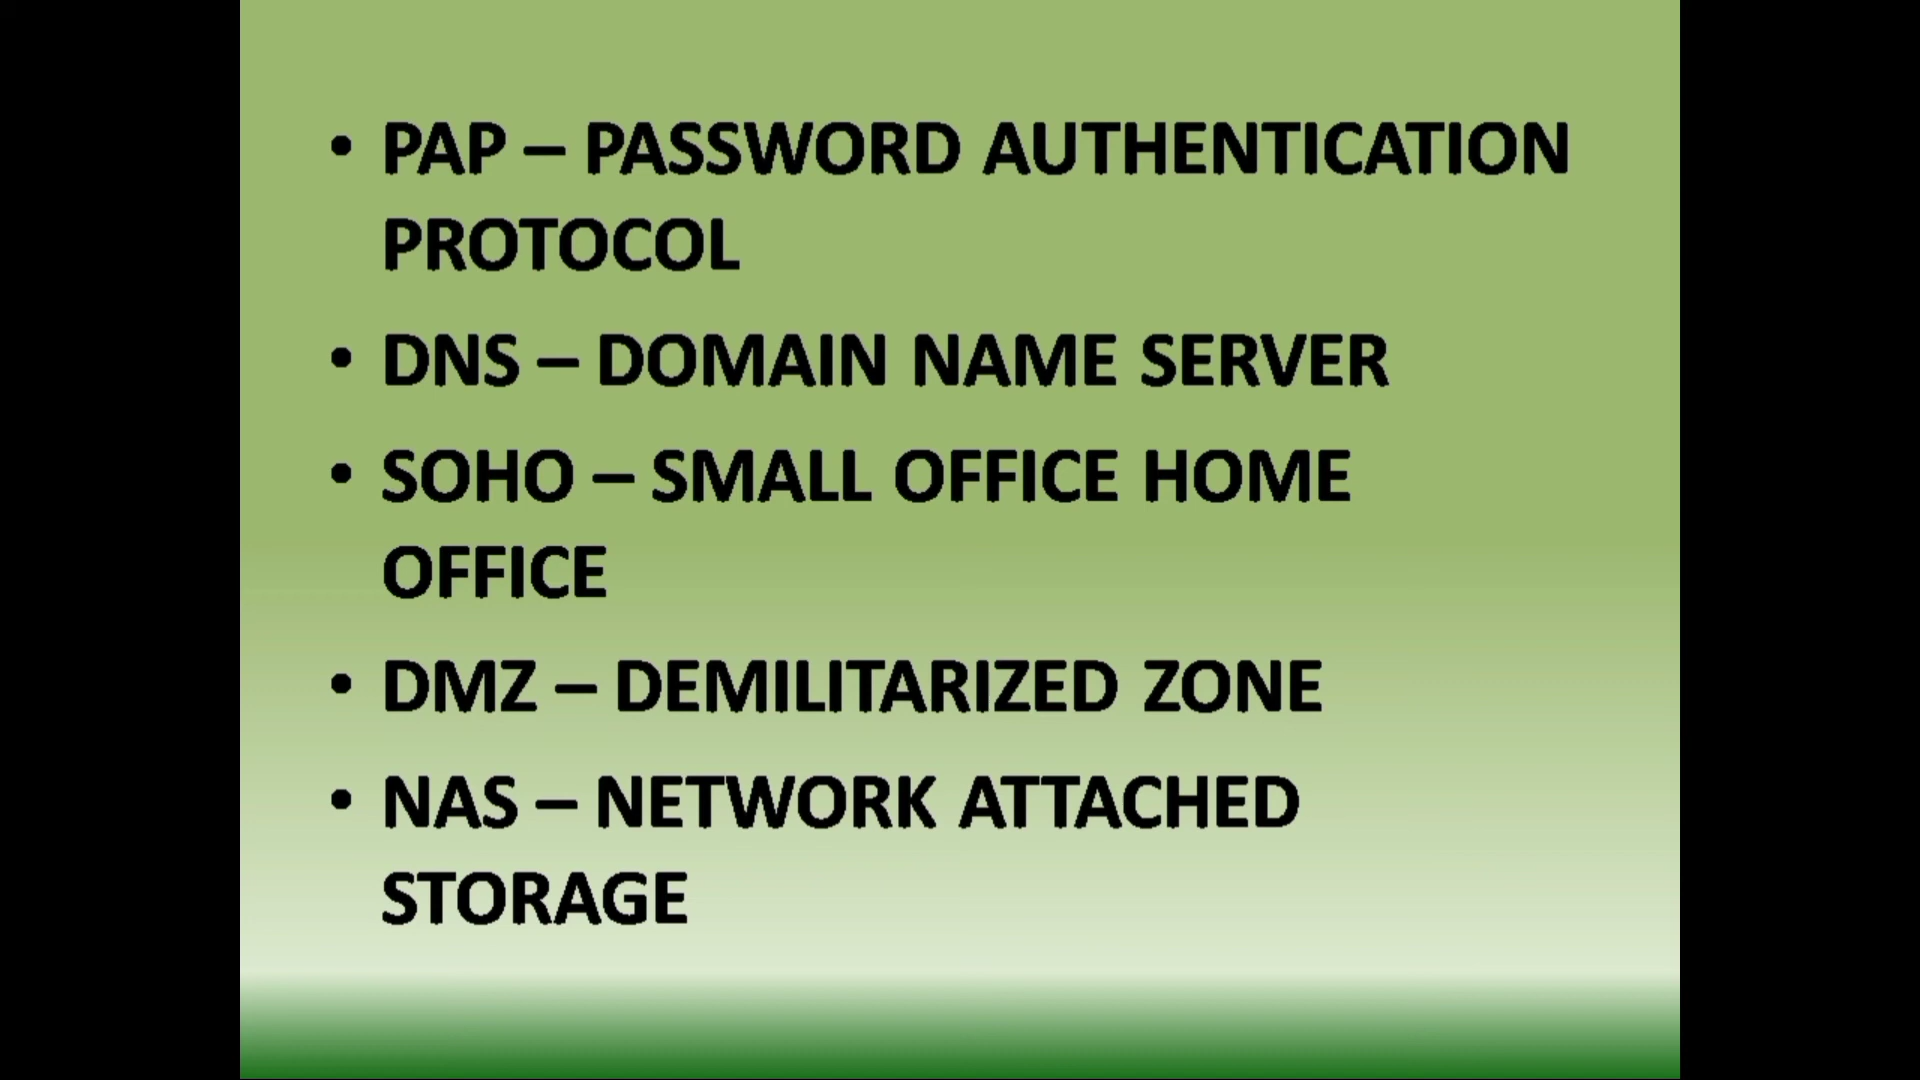 • PAP – PASSWORD AUTHENTICATION
PROTOCOL
• DNS – DOMAIN NAME SERVER
• SOHO – SMALL OFFICE HOME
OFFICE
• DMZ – DEMILITARIZED ZONE
• NAS – NETWORK ATTACHED
STORAGE